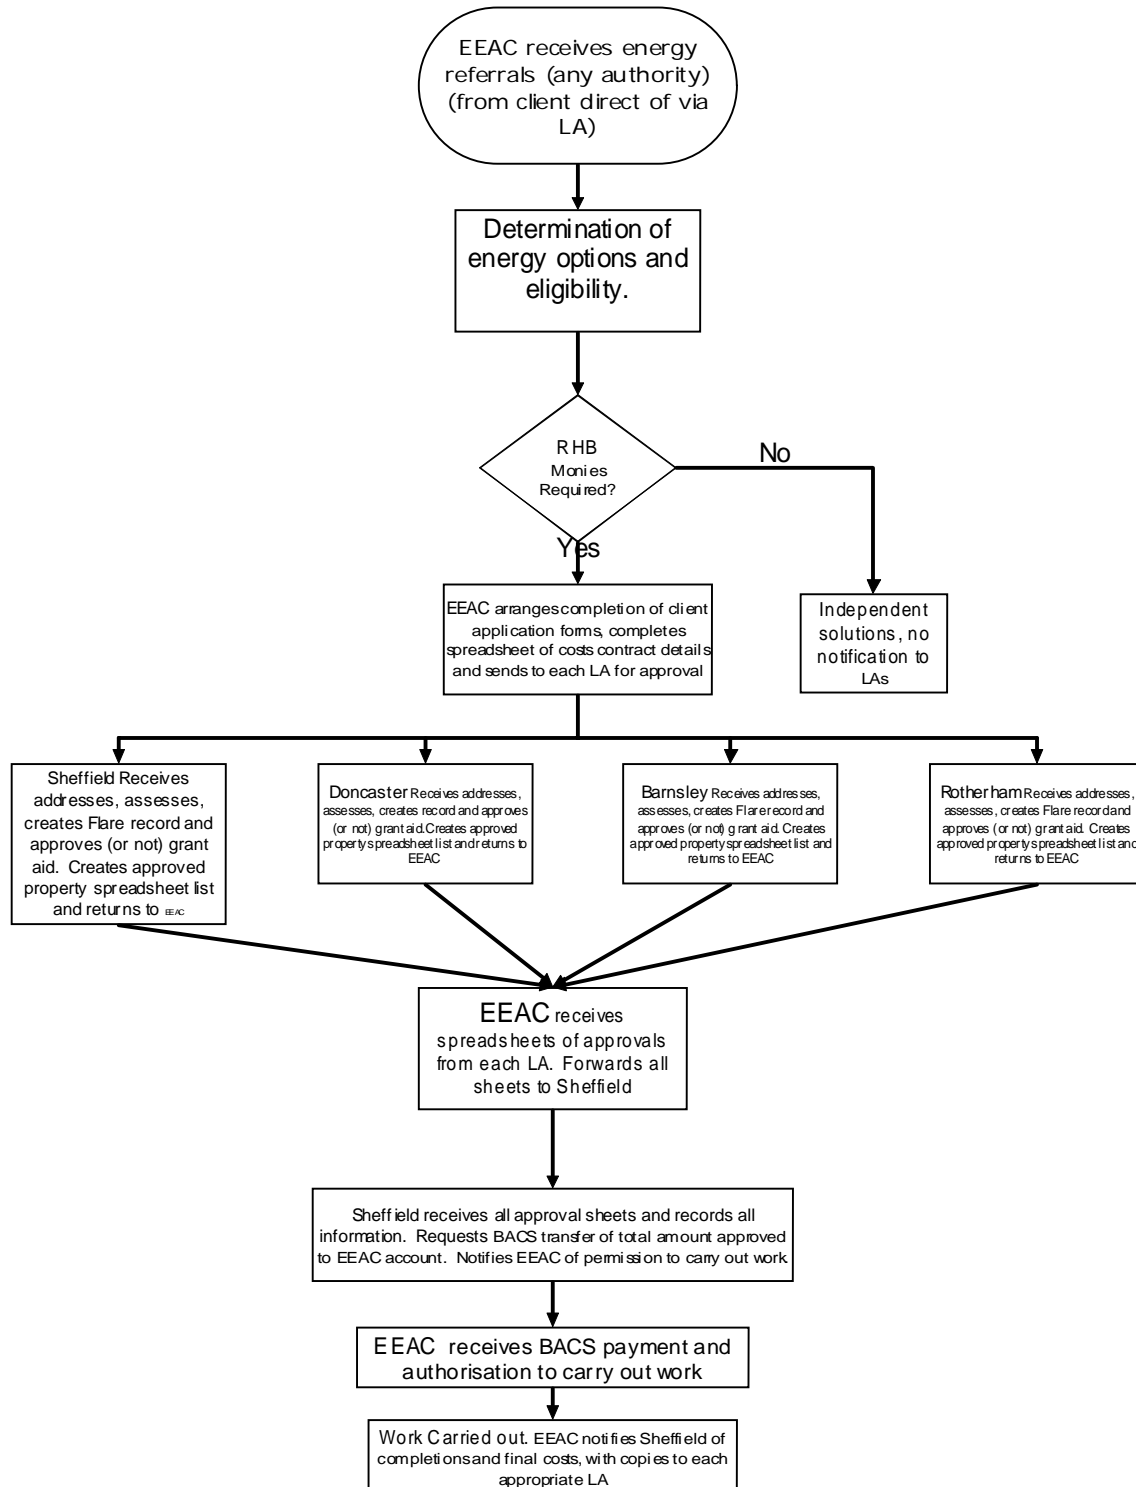 EEAC receives energy
referrals (any authority)
(from client direct of via
LA)
Determination of
energy options and
eligibility.
RHB
Monies
Required?
No
Yes
EEAC arranges completion of client
application forms, completes
spreadsheet of costs contract details
and sends to each LA for approval
Independent
solutions, no
notification to
LAs
Sheffield Receives
addresses, assesses,
creates Flare record and
approves (or not) grant
aid. Creates approved
property spreadsheet list
and returns to EEAC
Doncaster Receives addresses,
assesses, creates record and approves
(or not) grant aid. Creates approved
property spreadsheet list and returns to
EEAC
Barnsley Receives addresses,
assesses, creates Flare record and
approves (or not) grant aid. Creates
approved property spreadsheet list and
returns to EEAC
Rotherham Receives addresses,
assesses, creates Flare record and
approves (or not) grant aid. Creates
approved property spreadsheet list and
returns to EEAC
EEAC receives
spreadsheets of approvals
from each LA. Forwards all
sheets to Sheffield
Sheffield receives all approval sheets and records all
information. Requests BACS transfer of total amount approved
to EEAC account. Notifies EEAC of permission to carry out work.
EEAC receives BACS payment and
authorisation to carry out work
Work Carried out. EEAC notifies Sheffield of
completions and final costs, with copies to each
appropriate LA